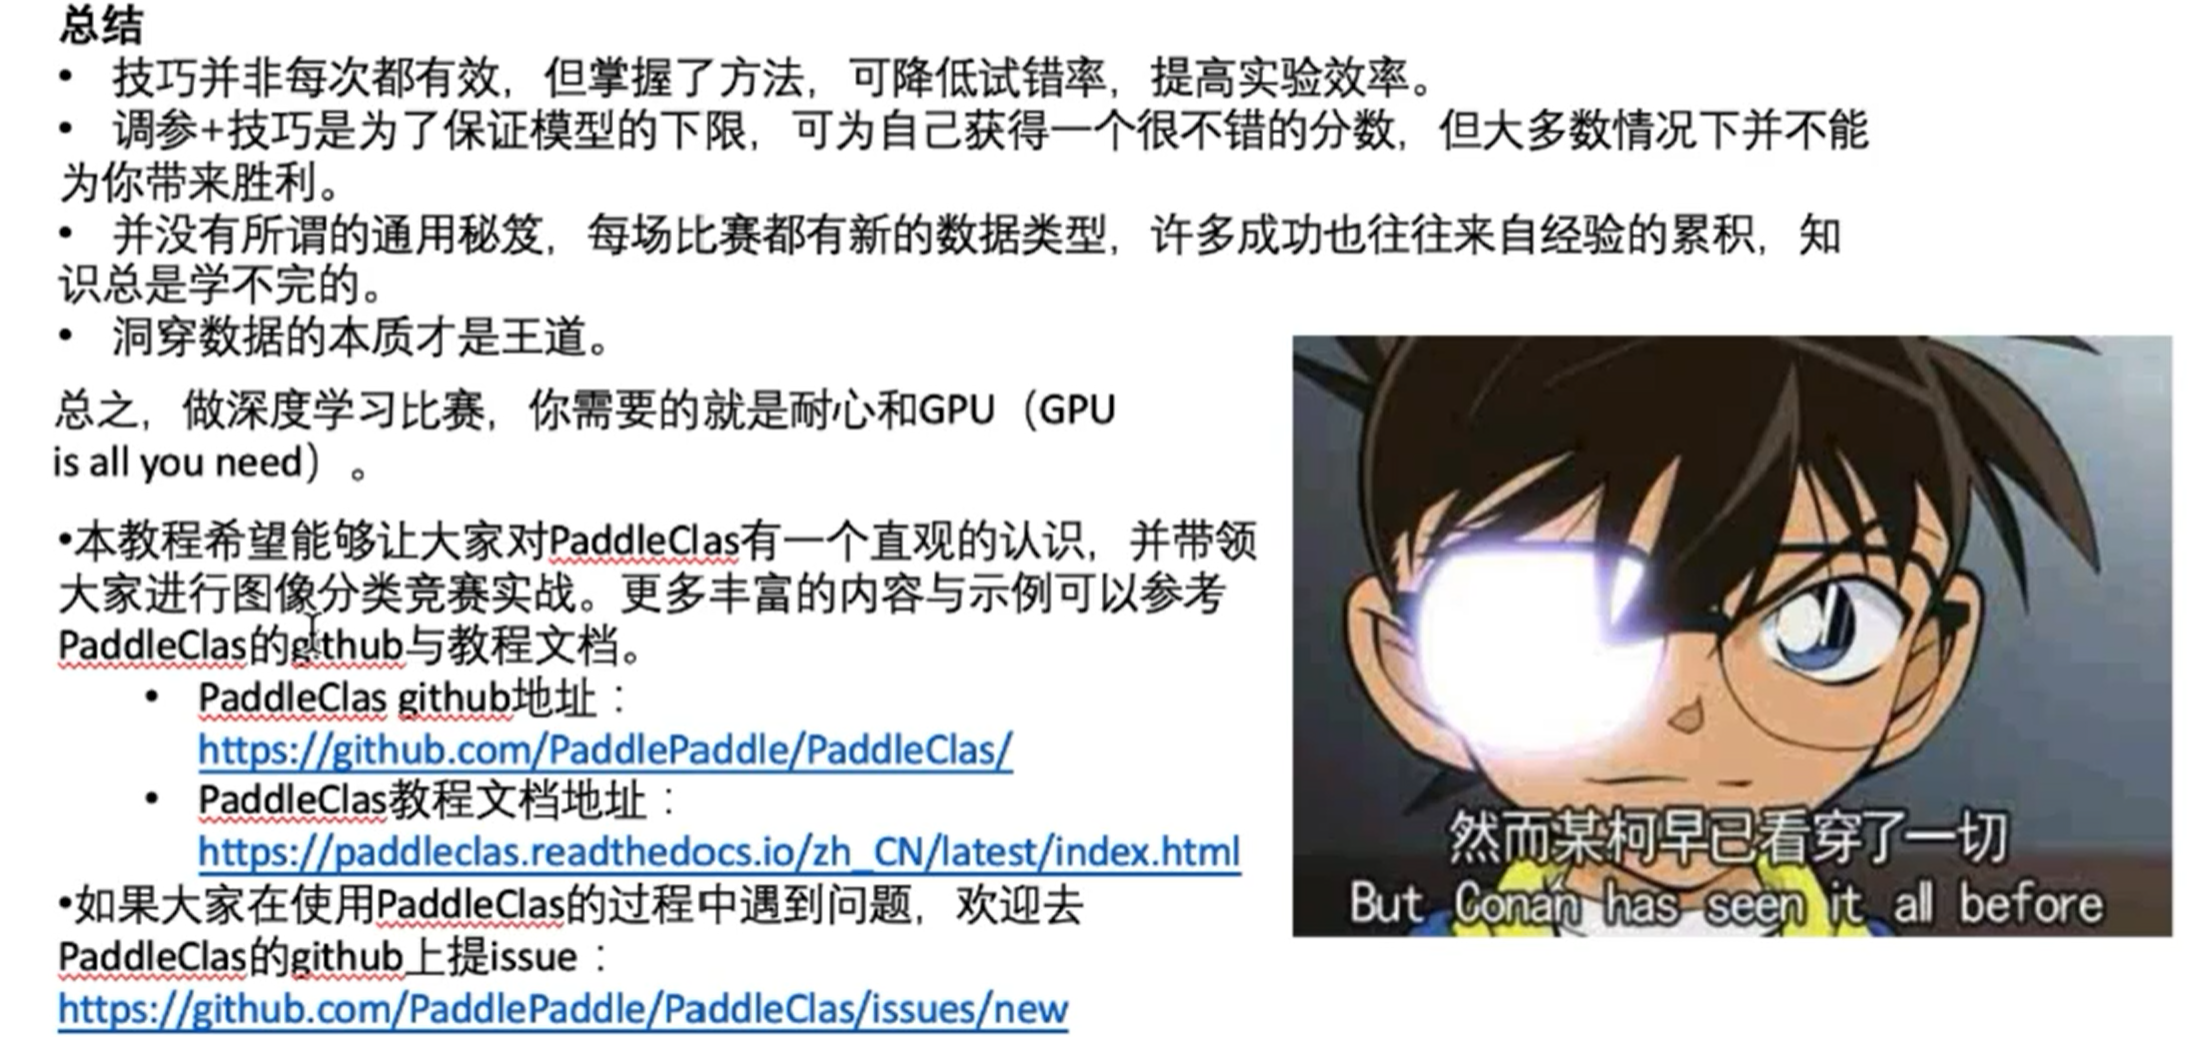 总结
• 技巧并非每次都有效，但掌握了方法，可降低试错率，提高实验效率。
• 调参+技巧是为了保证模型的下限，可为自己获得一个很不错的分数，但大多数情况下并不能
为你带来胜利。
• 并没有所谓的通用秘笈，每场比赛都有新的数据类型，许多成功也往往来自经验的累积，知
识总是学不完的。
• 洞穿数据的本质才是王道。
总之，做深度学习比赛，你需要的就是耐心和GPU（GPU
is all you need）。
•本教程希望能够让大家对PaddleClas有一个直观的认识，并带领
大家进行图像分类竞赛实战。更多丰富的内容与示例可以参考
PaddleClas的github与教程文档。
• PaddleClas github地址：
https://github.com/PaddlePaddle/PaddleClas/
• PaddleClas教程文档地址：
https://paddleclas.readthedocs.io/zh_CN/latest/index.html
•如果大家在使用PaddleClas的过程中遇到问题，欢迎去
PaddleClas的github上提issue：
https://github.com/PaddlePaddle/PaddleClas/issues/new
然而某柯早已看穿了一切
But Conan has seen it all before